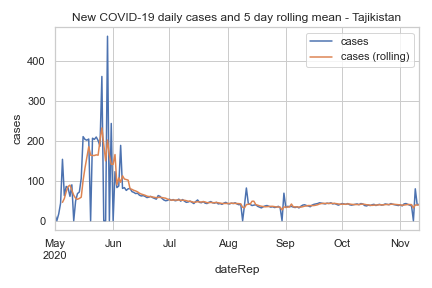 New COVID-19 daily cases and 5 day rolling mean - Tajikistan
cases
cases (rolling)
400
300
200
100
0
cases
May
2020
Jun
Jul
Aug
Sep
Oct
Nov
dateRep